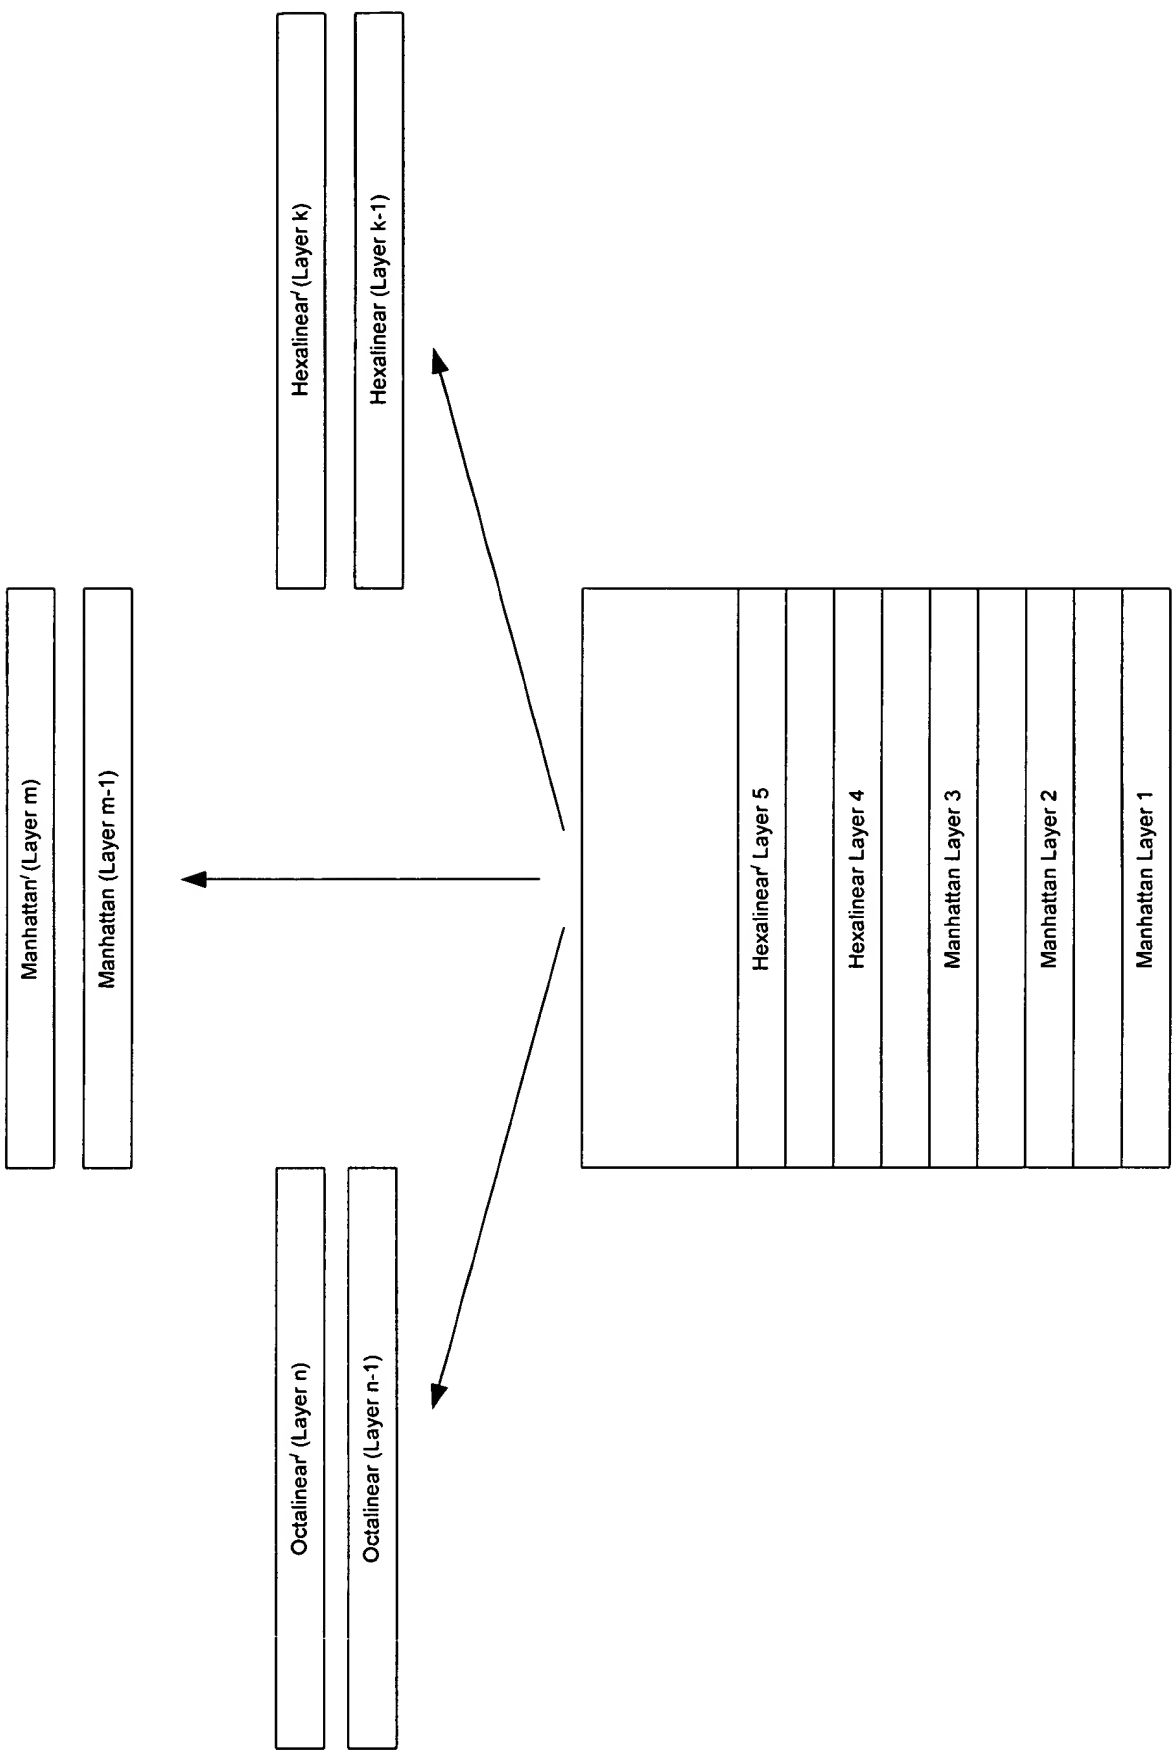 Manhattan' (Layer m)
Manhattan (Layer m-1)
Octalinear' (Layer n)
Octalinear (Layer n-1)
Hexalinear' (Layer k)
Hexalinear (Layer k-1)
Hexalinear' Layer 5
Hexalinear Layer 4
Manhattan Layer 3
Manhattan Layer 2
Manhattan Layer 1